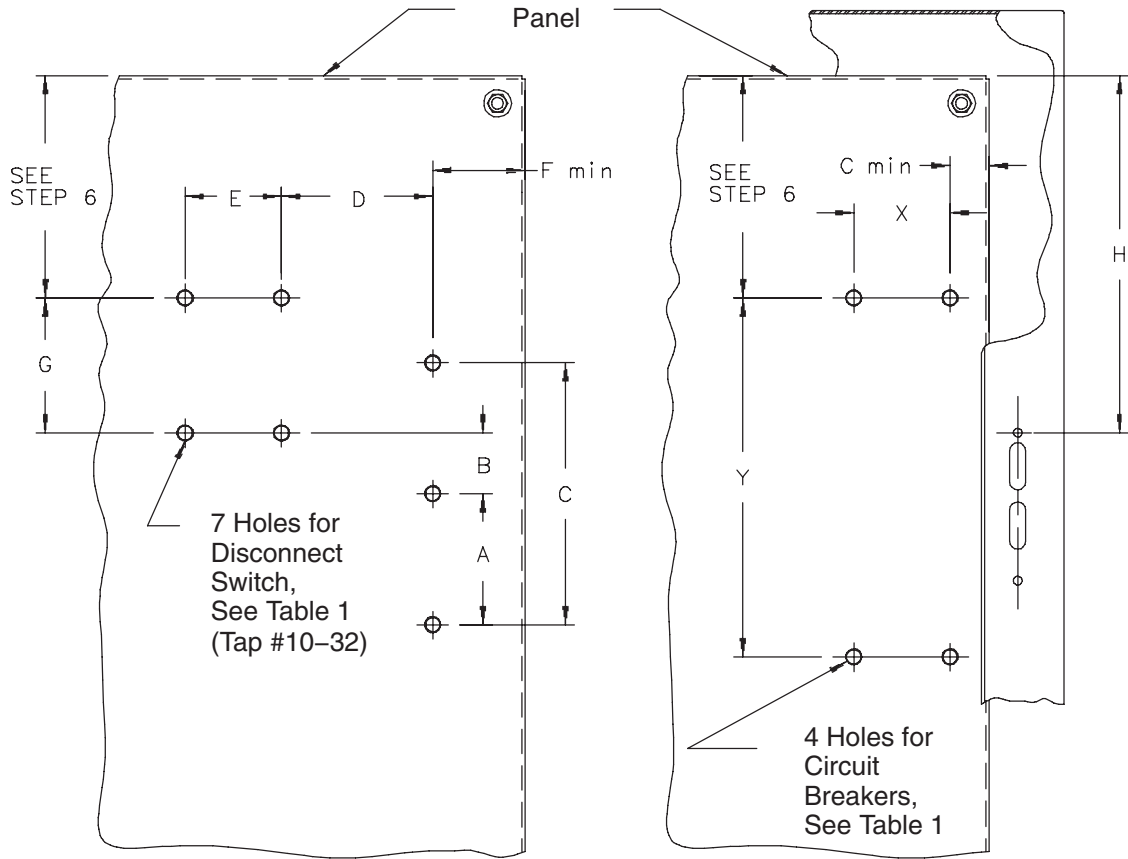 Panel
SEE
STEP 6
E
D
F min
G
B
C
A
7 Holes for
Disconnect
Switch,
See Table 1
(Tap #10–32)
SEE
STEP 6
C min
X
H
Y
4 Holes for
Circuit
Breakers,
See Table 1